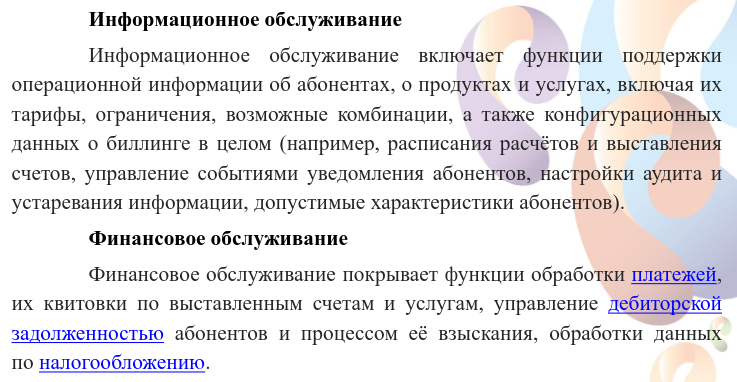 Информационное обслуживание
Информационное обслуживание включает функции поддержки
операционной информации об абонентах, о продуктах и услугах, включая их
тарифы, ограничения, возможные комбинации, а также конфигурационных
данных о биллинге в целом (например, расписания расчётов и выставления
счетов, управление событиями уведомления абонентов, настройки аудита и
устаревания информации, допустимые характеристики абонентов).
Финансовое обслуживание
Финансовое обслуживание покрывает функции обработки платежей,
их квитовки по выставленным счетам и услугам, управление дебиторской
задолженностью абонентов и процессом её взыскания, обработки данных
по налогообложению.